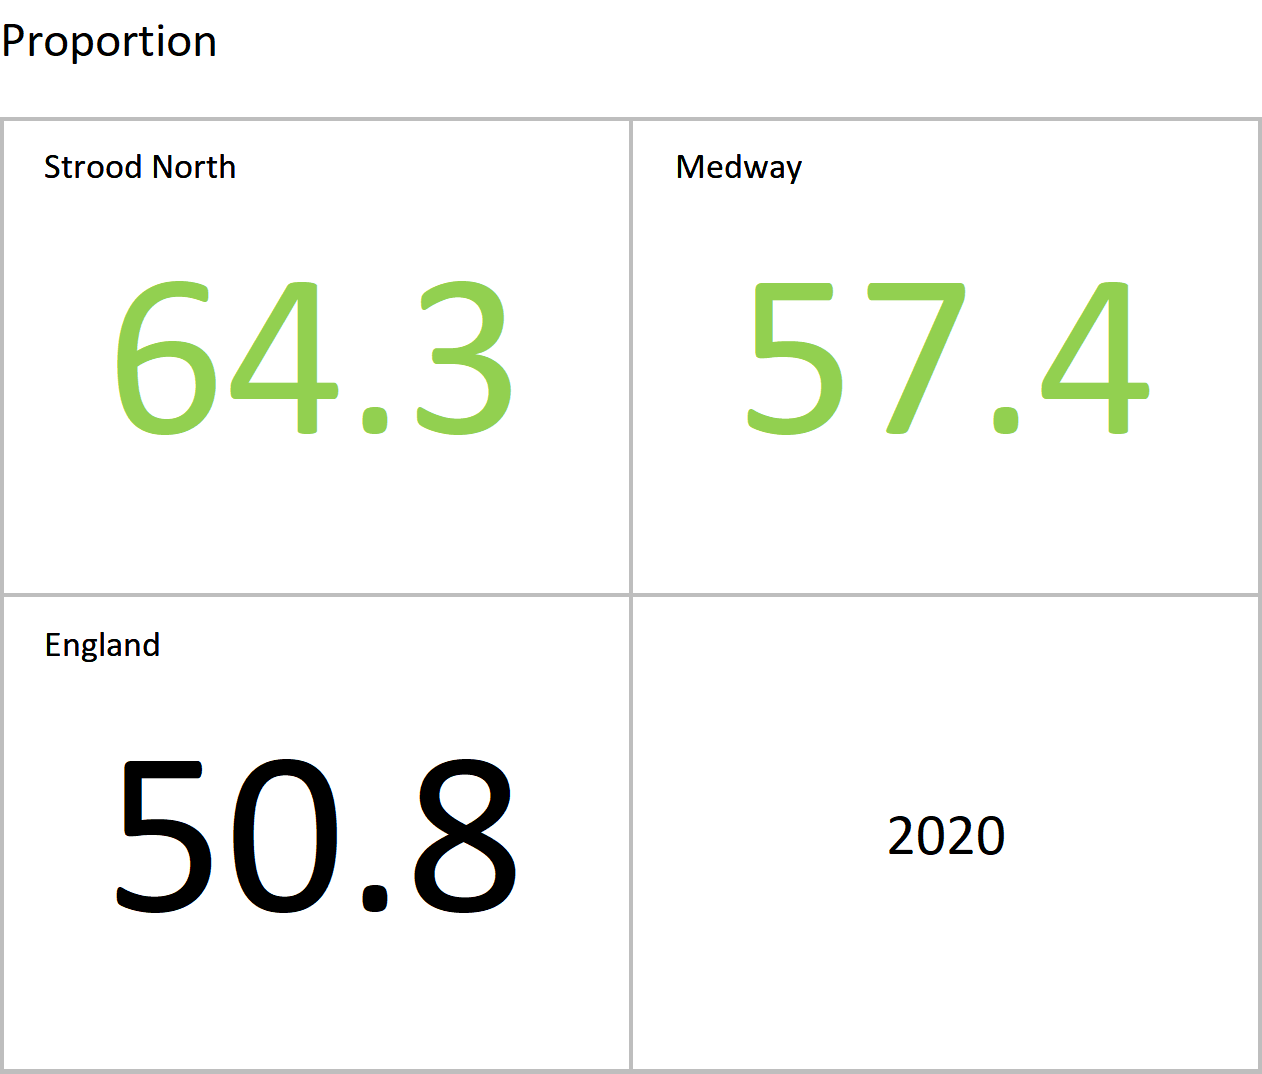 Proportion
Strood North
64.3
Medway
57.4
England
50.8
2020